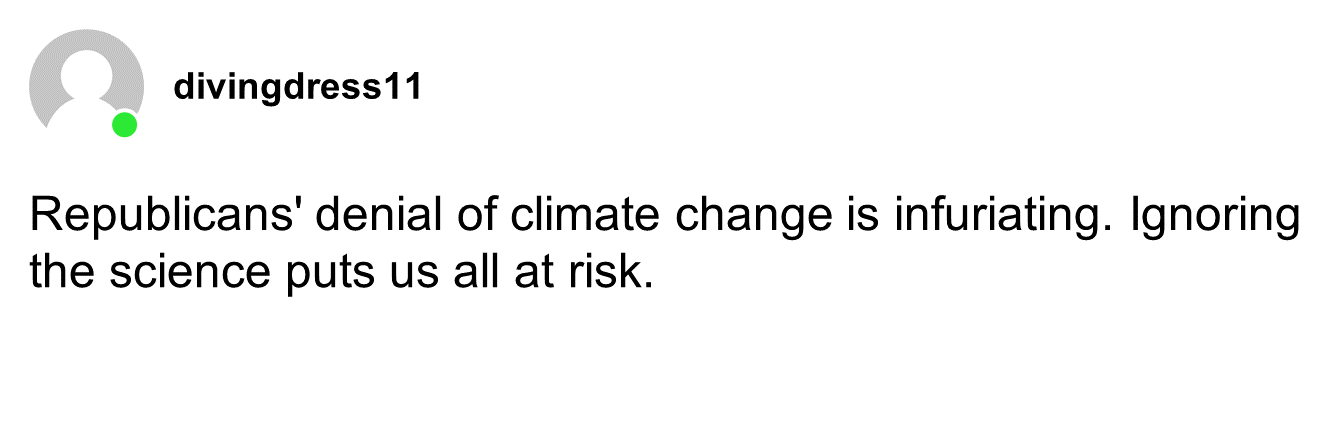 divingdress11
Republicans' denial of climate change is infuriating. Ignoring
the science puts us all at risk.